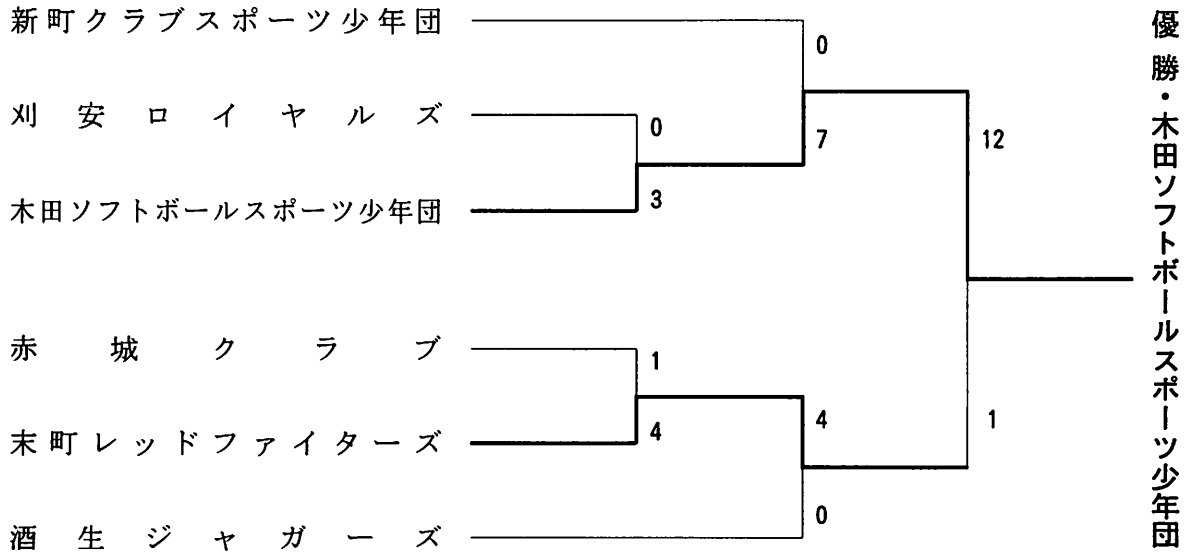 新町クラブスポーツ少年団
0
刈安ロイヤルズ
0
7
12
木田ソフトボールスポーツ少年団
3
赤城クラブ
1
末町レッドファイターズ
4
4
1
酒生ジャガーズ
0
優勝・木田ソフトボールスポーツ少年団